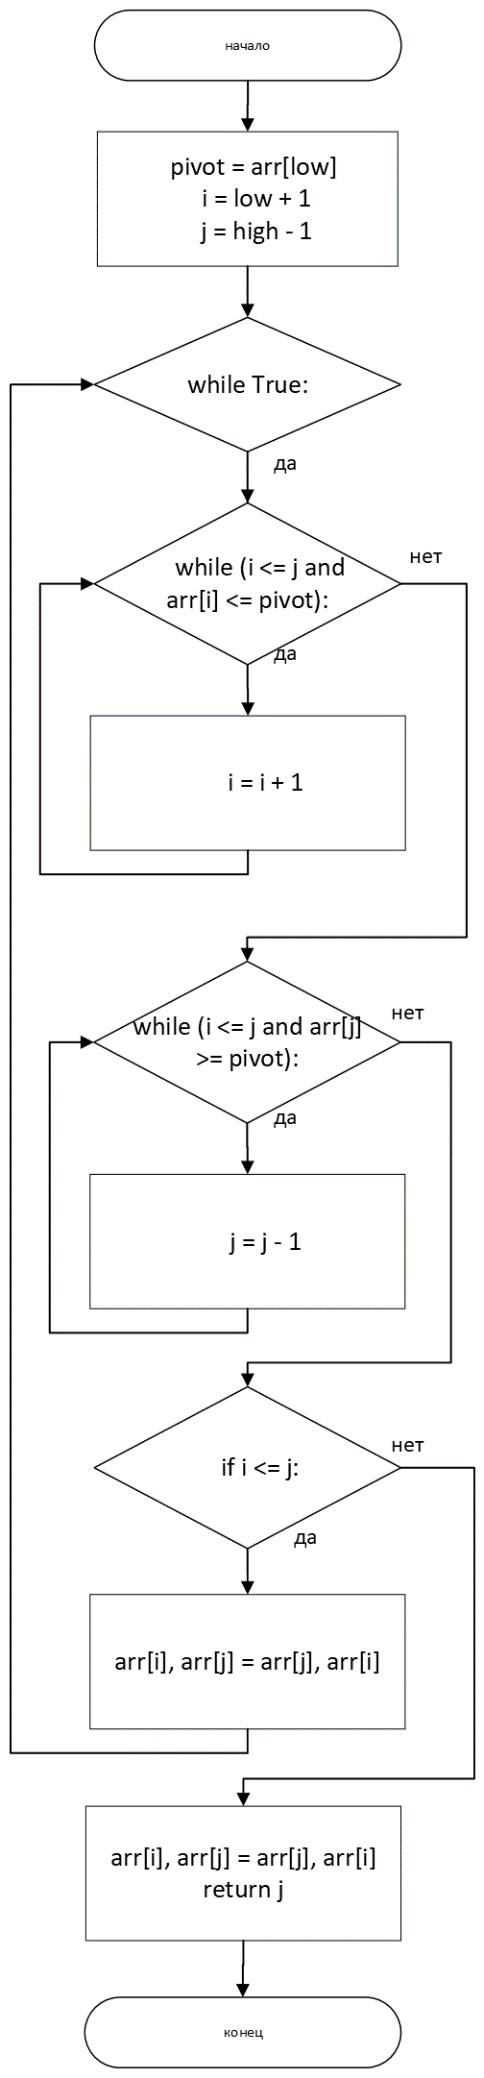 начало
pivot = arr[low]
i = low + 1
j = high - 1
while True:
да
while (i <= j and
arr[i] <= pivot):
нет
да
i = i + 1
while (i <= j and arr[j]
>= pivot):
нет
да
j = j - 1
if i <= j:
нет
да
arr[i], arr[j] = arr[j], arr[i]
arr[i], arr[j] = arr[j], arr[i]
return j
конец